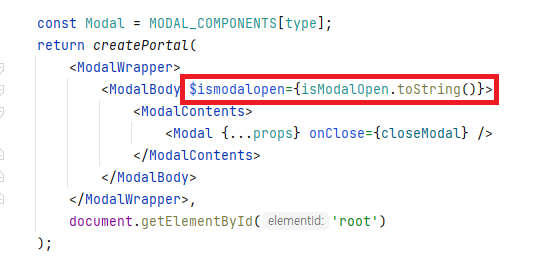 const Modal = MODAL_COMPONENTS[type];
return createPortal(
<ModalWrapper>
<ModalBody $ismodalopen={isModalOpen.toString()}>
<ModalContents>
<Modal {...props} onClose={closeModal} />
</ModalContents>
</ModalBody>
</ModalWrapper>,
document.getElementById( elementId: 'root')
);